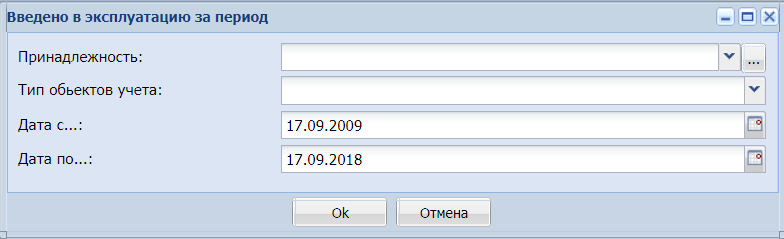 Введено в эксплуатацию за период
Принадлежность:
...
Тип обьектов учета:
Дата с...:
17.09.2009
Дата по...:
17.09.2018
Ok
Отмена